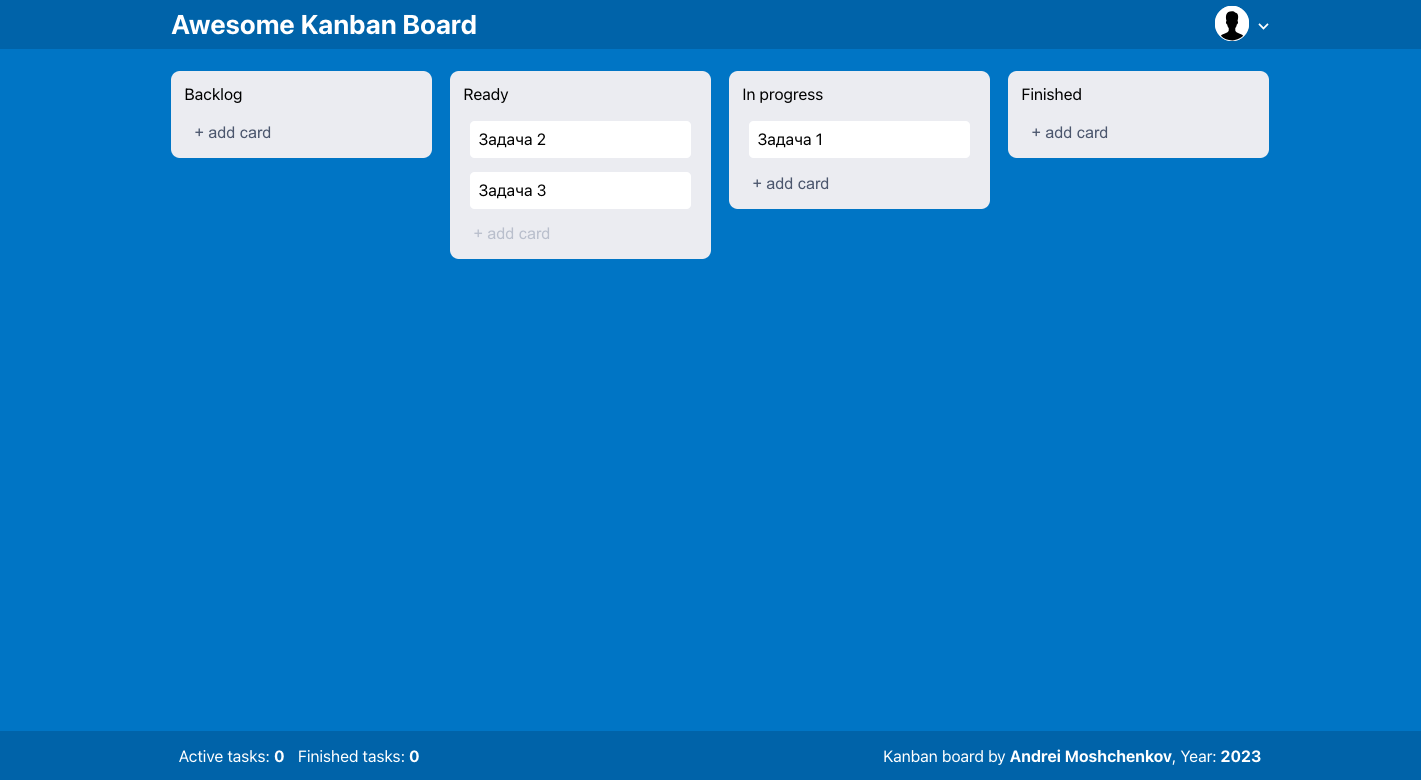 Awesome Kanban Board
Backlog
+ add card
Ready
Задача 2
Задача 3
+ add card
In progress
Задача 1
+ add card
Finished
+ add card
Active tasks: 0 Finished tasks: 0
Kanban board by Andrei Moshchenkov, Year: 2023